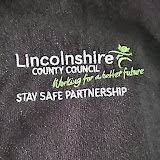 Lincolnshire
COUNTY COUNCIL
Working for a better future
STAY SAFE PARTNERSHIP